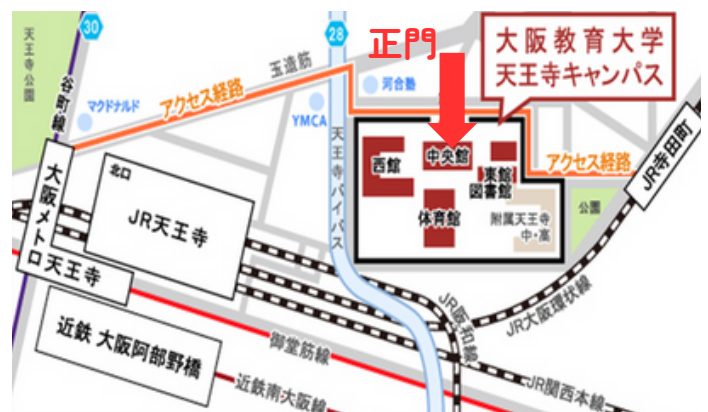 30
28
正門
大阪教育大学
天王寺キャンパス
天王寺公園
谷町線
玉造筋
マクドナルド
アクセス経路
河合塾
YMCA
天王寺バイパス
西館
中央館
東館
図書館
体育館
附属天王寺
中・高
アクセス経路
JR寺田町
公園
北口
JR天王寺
大阪メトロ天王寺
近鉄 大阪阿部野橋
御堂筋線
近鉄南大阪線
JR阪和線
JR大阪環状線
JR関西本線